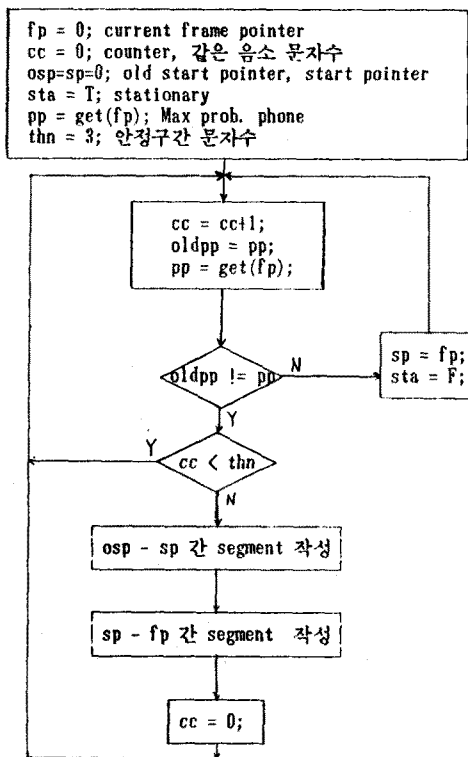 fp = 0; current frame pointer
cc = 0; counter, 같은 음소 문자수
osp=sp=0; old start pointer, start pointer
sta = T; stationary
pp = get(fp); Max prob. phone
thn = 3; 안정구간 문자수
cc = cc+1;
oldpp = pp;
pp = get(fp);
oldpp != pp
N
sp = fp;
sta = F;
Y
Y
cc < thn
N
osp - sp 간 segment 작성
sp - fp 간 segment 작성
cc = 0;